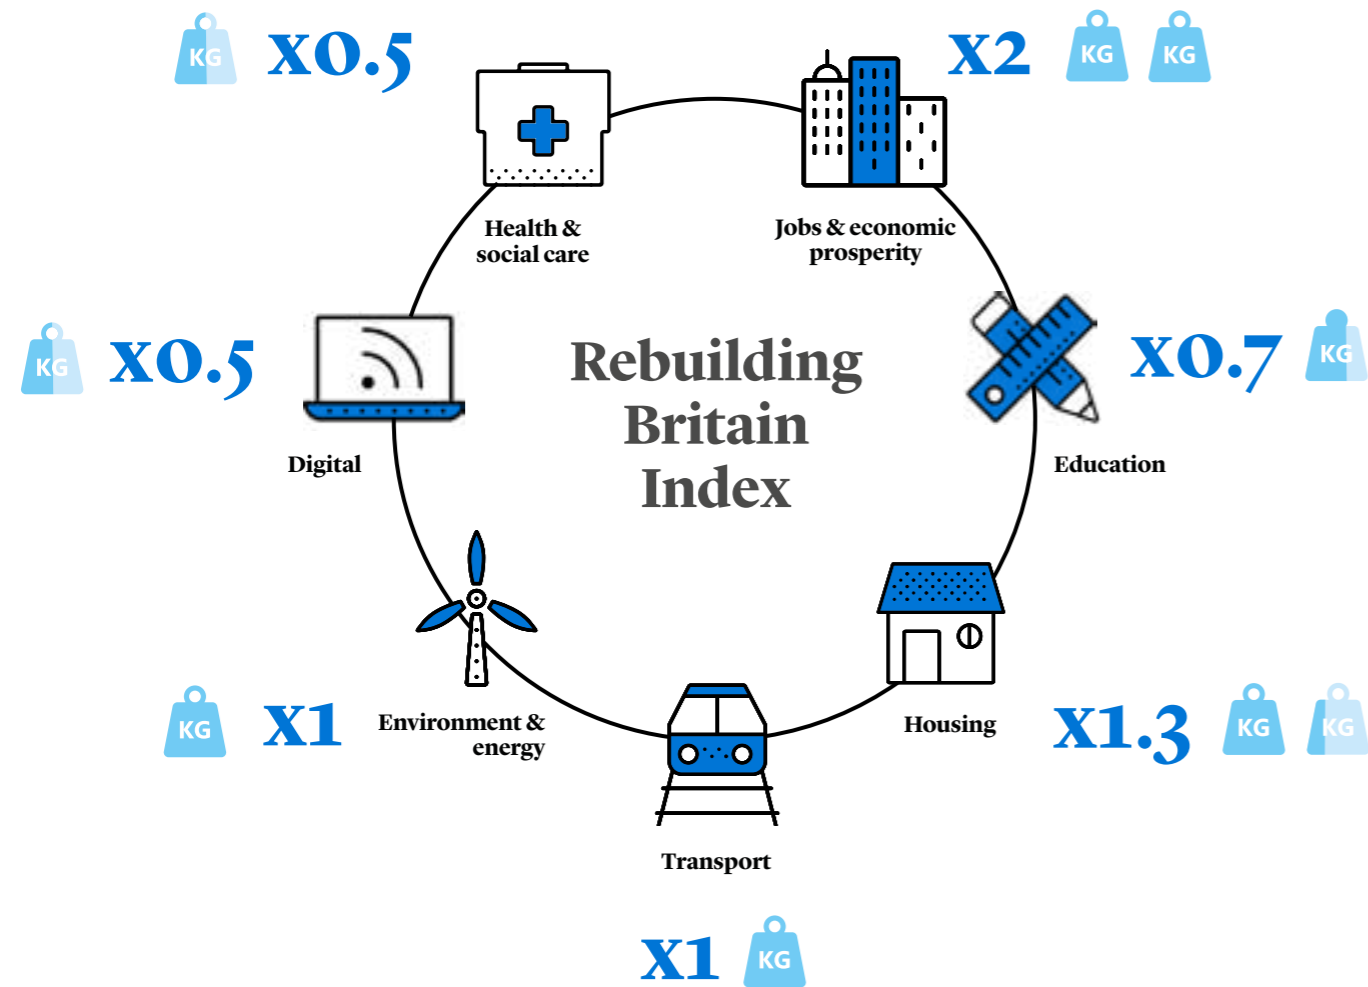 KG x0.5
x2 KG KG
Health &
social care
Jobs & economic
prosperity
KG x0.5
x0.7 KG
Rebuilding
Britain
Index
Digital
Education
KG x1
Environment &
energy
Housing
x1.3 KG KG
Transport
x1 KG